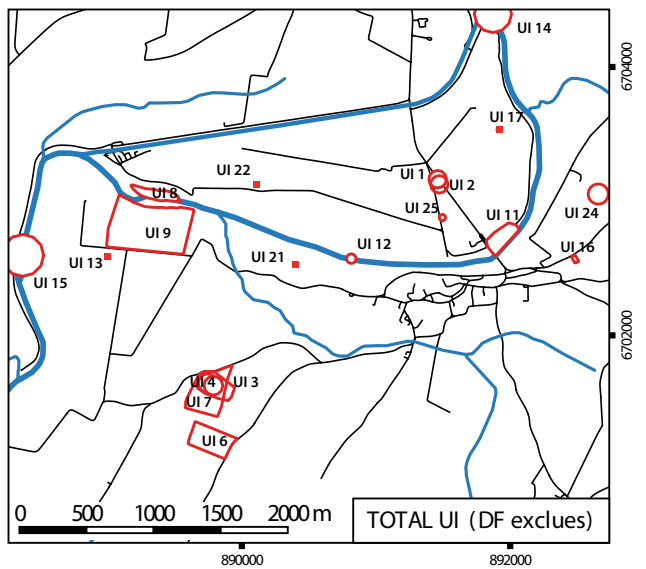 UI 14
6704000
UI 17
UI 22
UI 1
UI 2
UI 8
UI 25
UI 24
UI 11
UI 9
UI 12
UI 16
UI 13
UI 21
UI 15
6702000
UI 4
UI 3
UI 7
UI 6
0 500 1000 1500 2000 m
TOTAL UI (DF exclues)
890000
892000